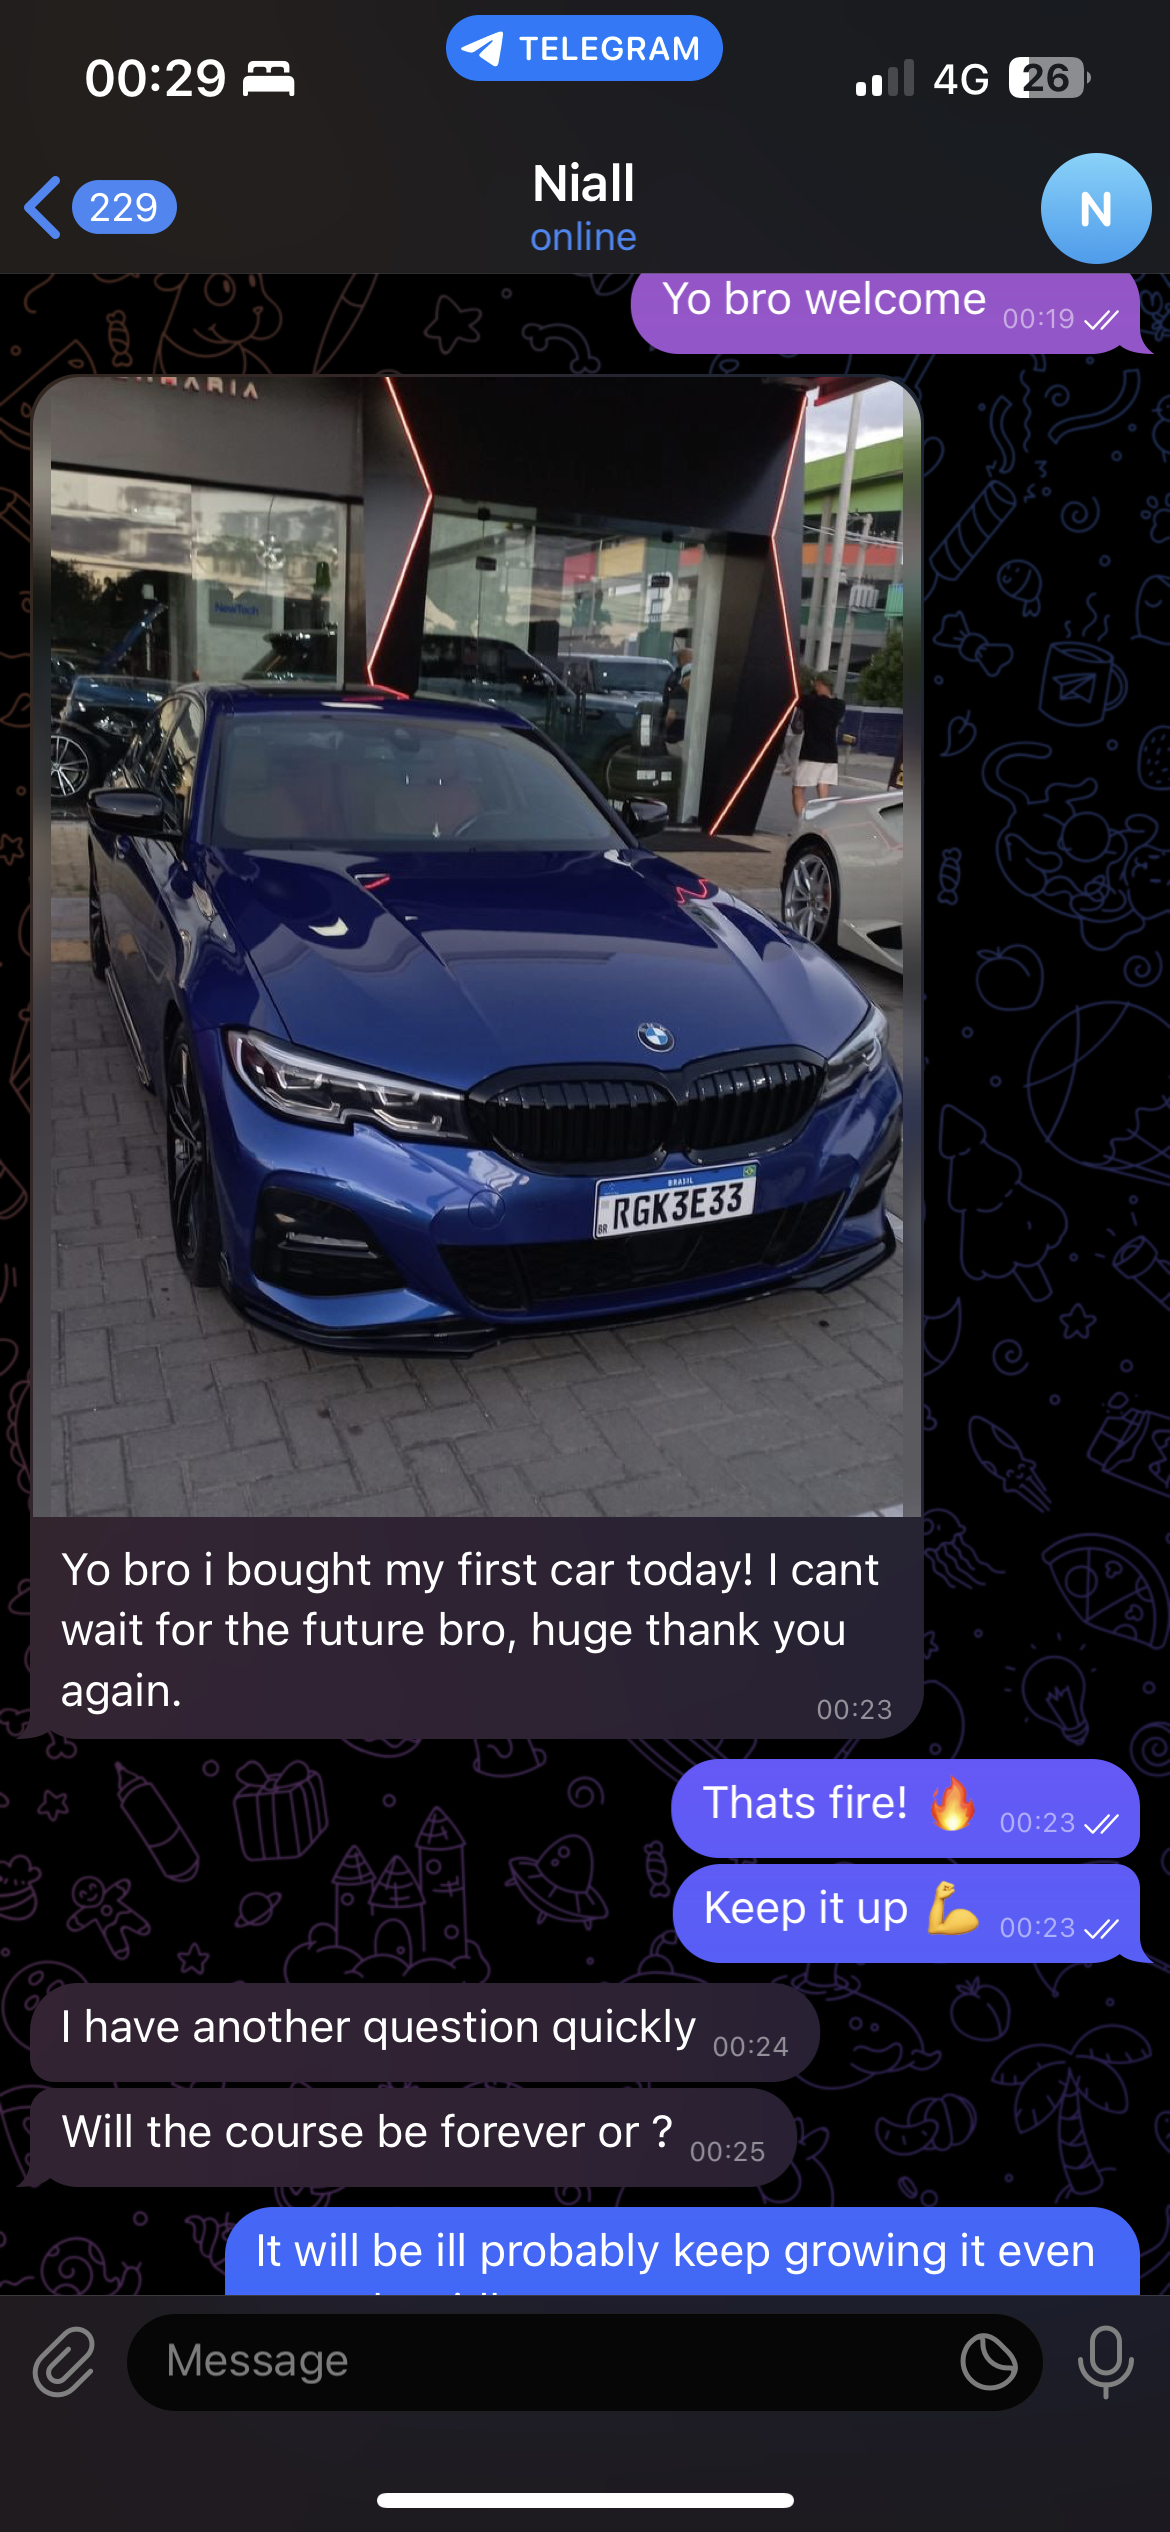 00:29
TELEGRAM
4G
26
229
Niall
online
N
Yo bro welcome 00:19
NewTech
BRASIL
BR
RGK3E33
Yo bro i bought my first car today! I cant
wait for the future bro, huge thank you
again.
00:23
Thats fire! 🔥 00:23
Keep it up 💪 00:23
I have another question quickly 00:24
Will the course be forever or ? 00:25
It will be ill probably keep growing it even
Message